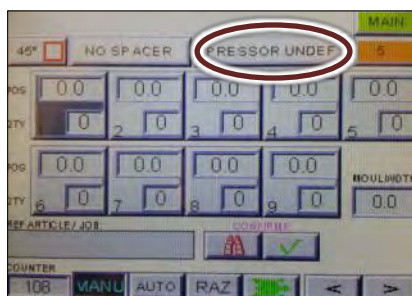 MAIN
45° NO SPACER PRESSOR UNDEF 5
POS 0.0 0.0 0.0 0.0 0.0
QTY 0 2 0 3 0 4 0 5 0
POS 0.0 0.0 0.0 0.0
QTY 6 0 7 0 8 0 9 0 0.0
REF ARTICLE / JOB: CONFIRME
COUNTER
108 MANU AUTO RAZ < >